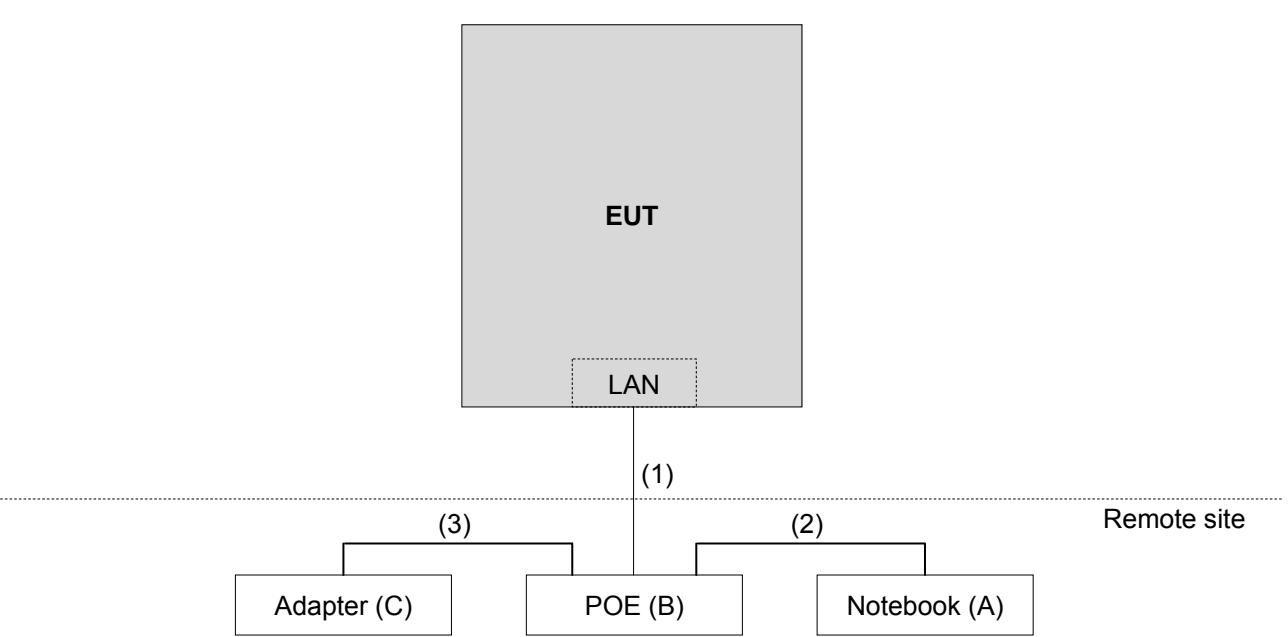 EUT
LAN
(1)
Remote site
(3)
(2)
Adapter (C)
POE (B)
Notebook (A)